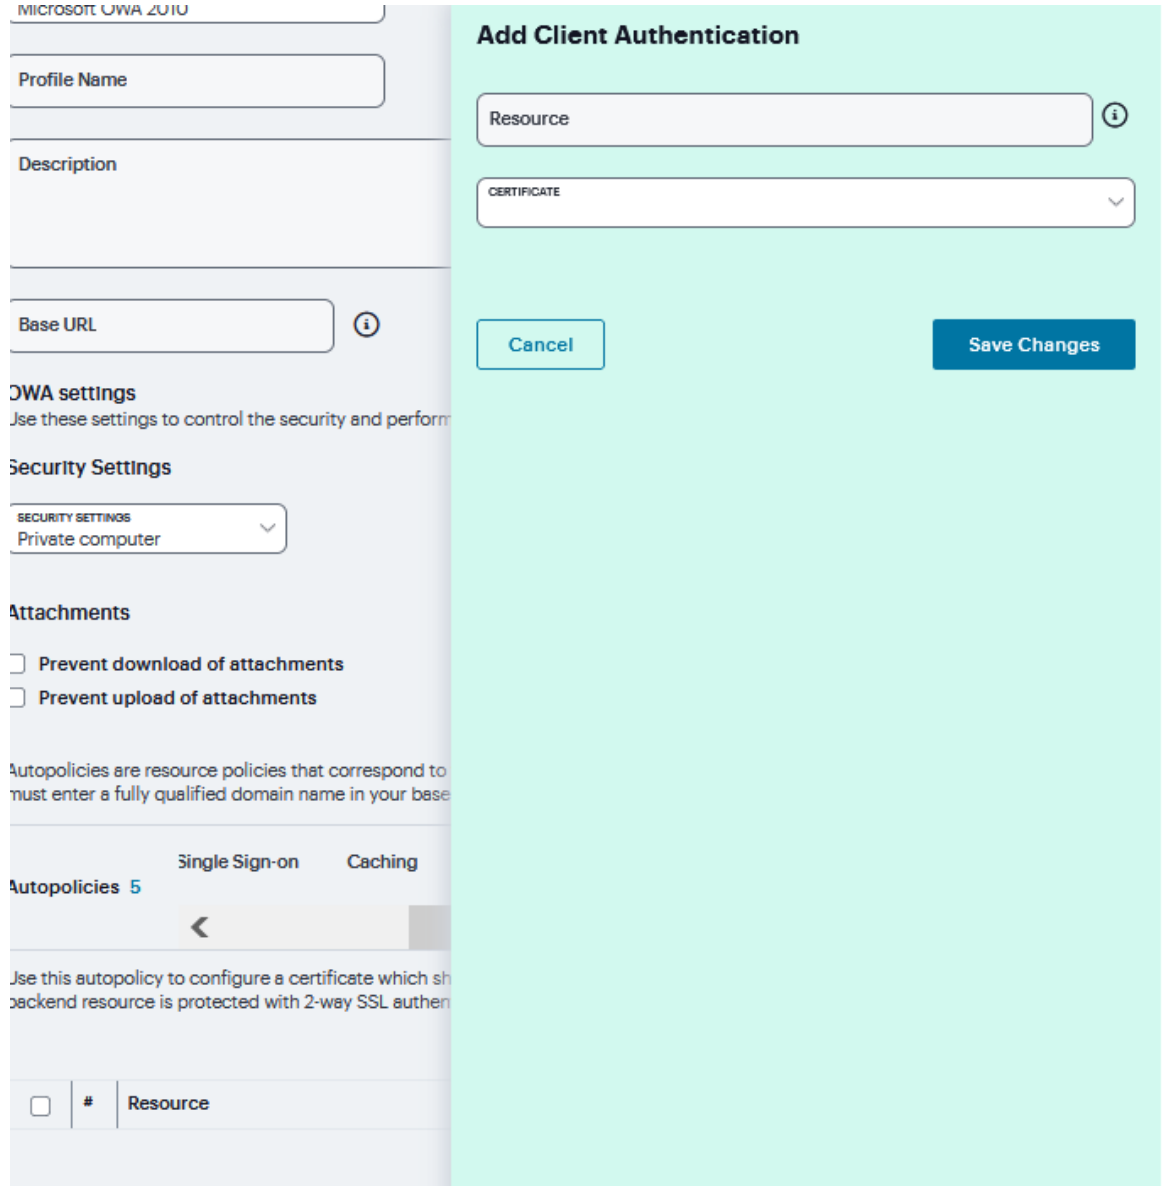 Microsoft OWA 2010
Profile Name
Description
Base URL
OWA settings
Use these settings to control the security and perform
Security Settings
SECURITY SETTINGS
Private computer
Attachments
Prevent download of attachments
Prevent upload of attachments
Autopolicies are resource policies that correspond to
must enter a fully qualified domain name in your base
Single Sign-on Caching
Autopolicies 5
Use this autopolicy to configure a certificate which sh
backend resource is protected with 2-way SSL authen
# Resource
Add Client Authentication
Resource
CERTIFICATE
Cancel Save Changes